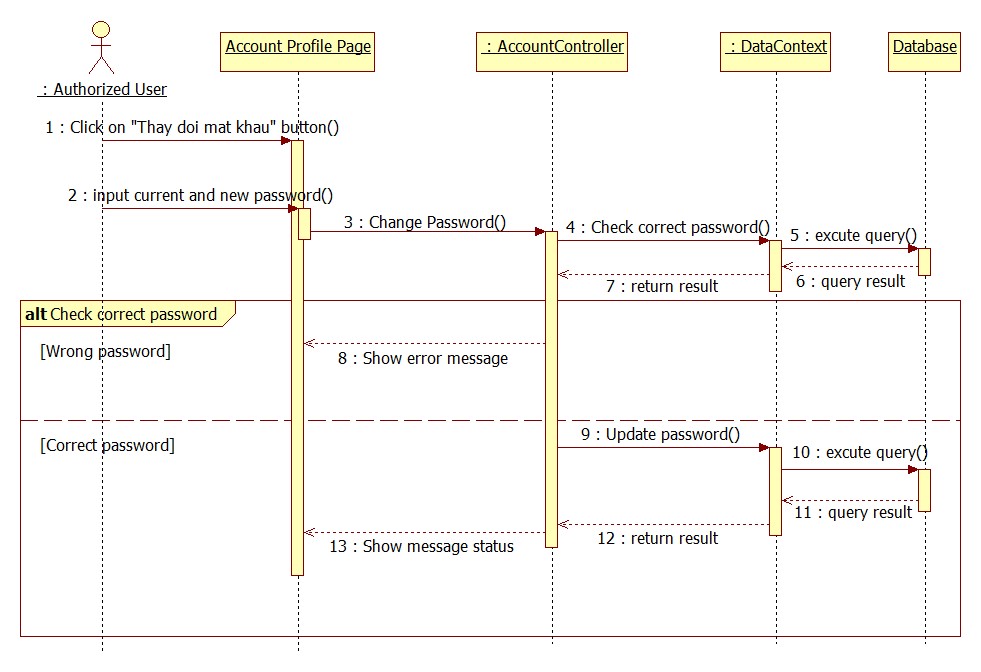 Account Profile Page
: AccountController
: DataContext
Database
: Authorized User
1 : Click on "Thay doi mat khau" button()
2 : input current and new password()
3 : Change Password()
4 : Check correct password()
5 : excute query()
6 : query result
7 : return result
alt Check correct password
[Wrong password]
8 : Show error message
[Correct password]
9 : Update password()
10 : excute query()
11 : query result
12 : return result
13 : Show message status